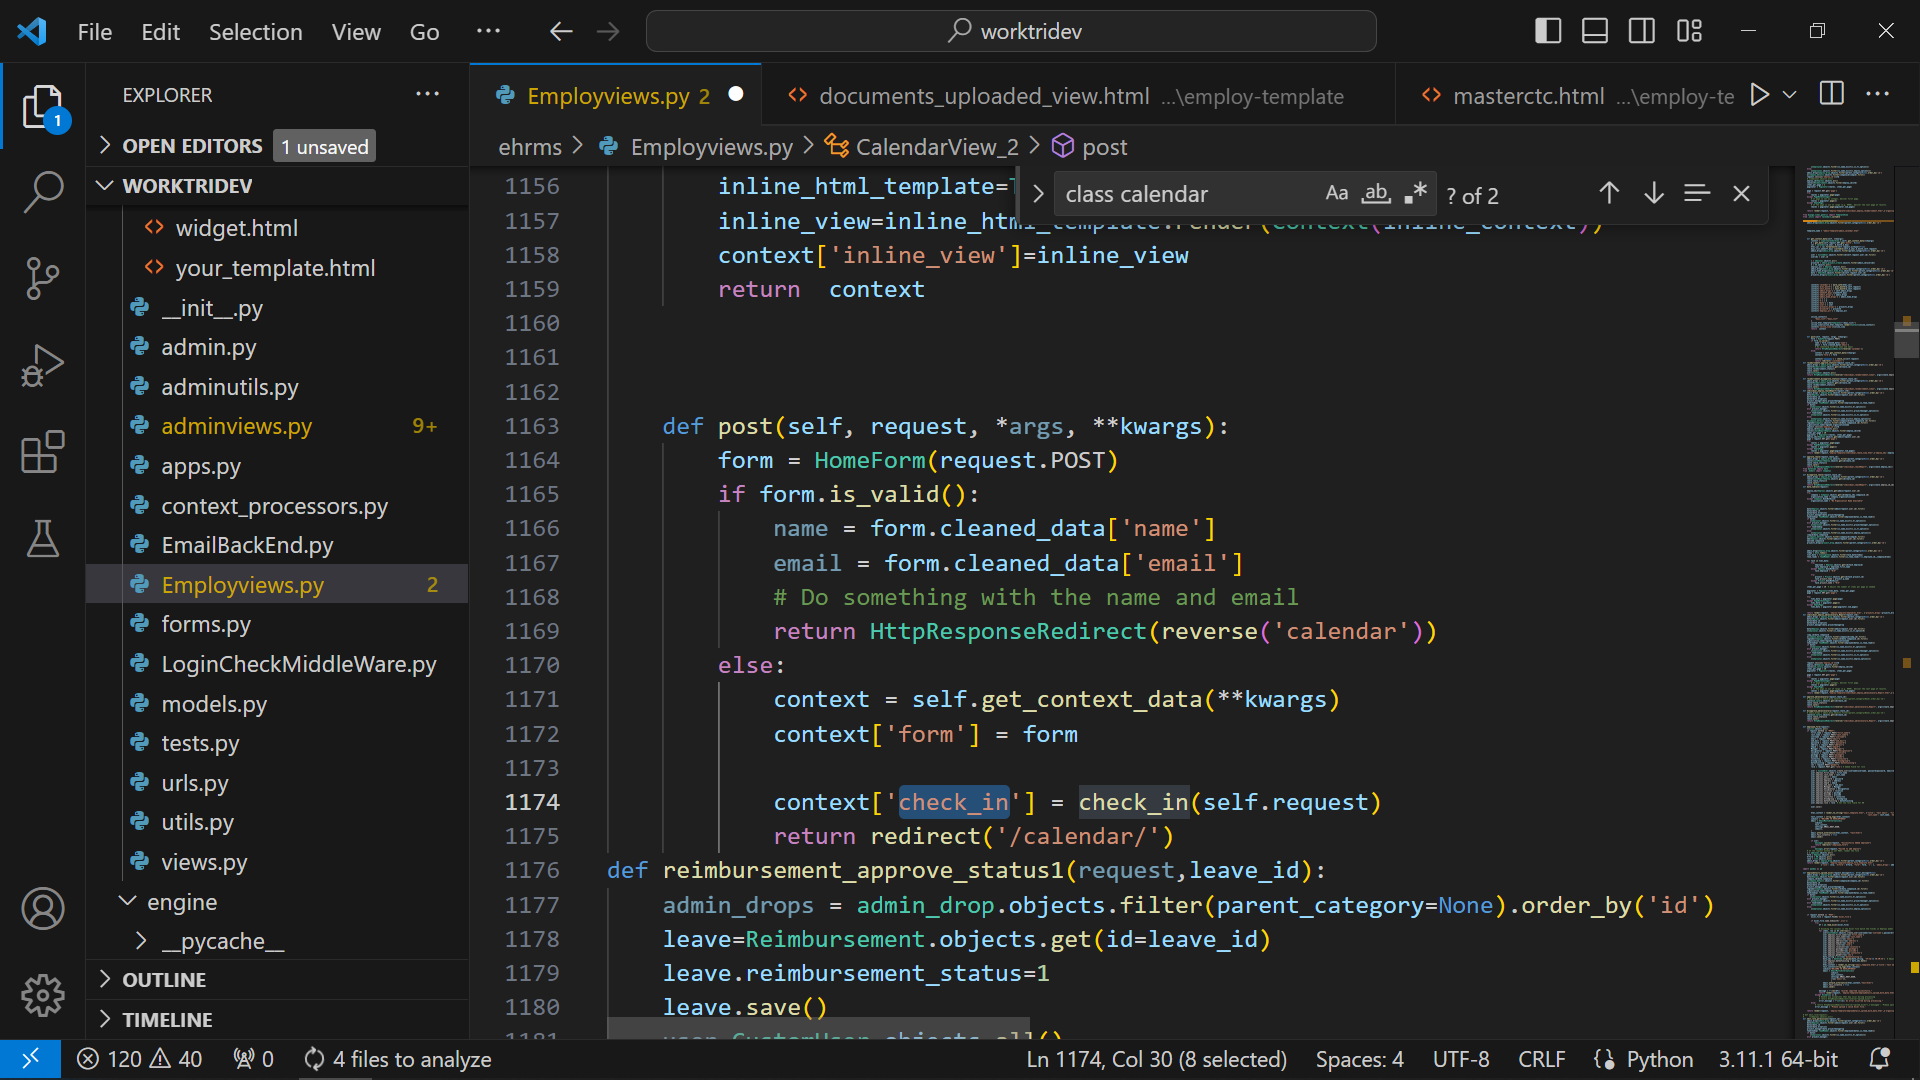 File Edit Selection View Go ··· worktridev
EXPLORER ···
OPEN EDITORS 1 unsaved
WORKTRIDEV
widget.html
your_template.html
__init__.py
admin.py
adminutils.py
adminviews.py 9+
apps.py
context_processors.py
EmailBackEnd.py
Employviews.py 2
forms.py
LoginCheckMiddleWare.py
models.py
tests.py
urls.py
utils.py
views.py
engine
__pycache__
OUTLINE
TIMELINE
1
Employviews.py 2 documents_uploaded_view.html ...\employ-template masterctc.html ...\employ-te
ehrms > Employviews.py > CalendarView_2 > post
class calendar Aa ab .* ? of 2
1156 inline_html_template=
1157 inline_view=inline_html_template.render(Context(inline_context))
1158 context['inline_view']=inline_view
1159 return  context
1160
1161
1162
1163 def post(self, request, *args, **kwargs):
1164 form = HomeForm(request.POST)
1165 if form.is_valid():
1166 name = form.cleaned_data['name']
1167 email = form.cleaned_data['email']
1168 # Do something with the name and email
1169 return HttpResponseRedirect(reverse('calendar'))
1170 else:
1171 context = self.get_context_data(**kwargs)
1172 context['form'] = form
1173
1174 context['check_in'] = check_in(self.request)
1175 return redirect('/calendar/')
1176 def reimbursement_approve_status1(request,leave_id):
1177 admin_drops = admin_drop.objects.filter(parent_category=None).order_by('id')
1178 leave=Reimbursement.objects.get(id=leave_id)
1179 leave.reimbursement_status=1
1180 leave.save()
1181 user=CustomUser.objects.all()
120 40 0 4 files to analyze Ln 1174, Col 30 (8 selected) Spaces: 4 UTF-8 CRLF Python 3.11.1 64-bit